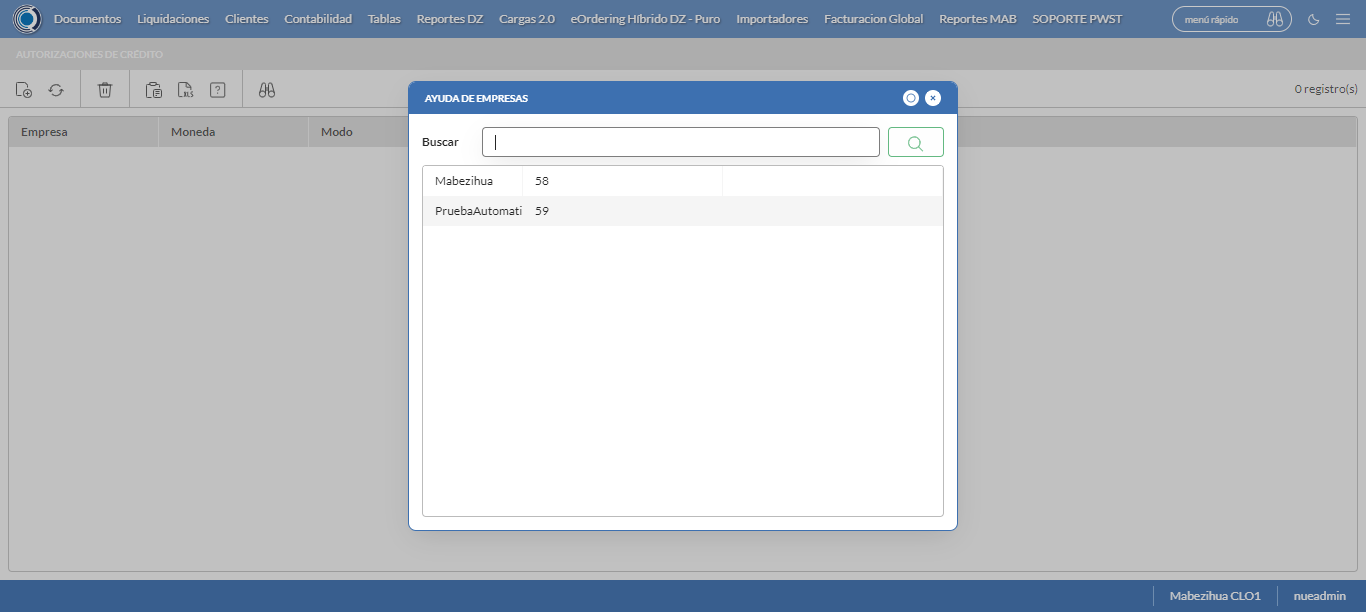 Documentos Liquidaciones Clientes Contabilidad Tablas Reportes DZ Cargas 2.0 eOrdering Híbrido DZ - Puro Importadores Facturacion Global Reportes MAB SOPORTE PWST menú rápido
AUTORIZACIONES DE CRÉDITO
XLS ? 0 registro(s)
Empresa Moneda Modo
AYUDA DE EMPRESAS
Buscar
Mabezihua 58
PruebaAutomati 59
Mabezihua CLO1 nueadmin